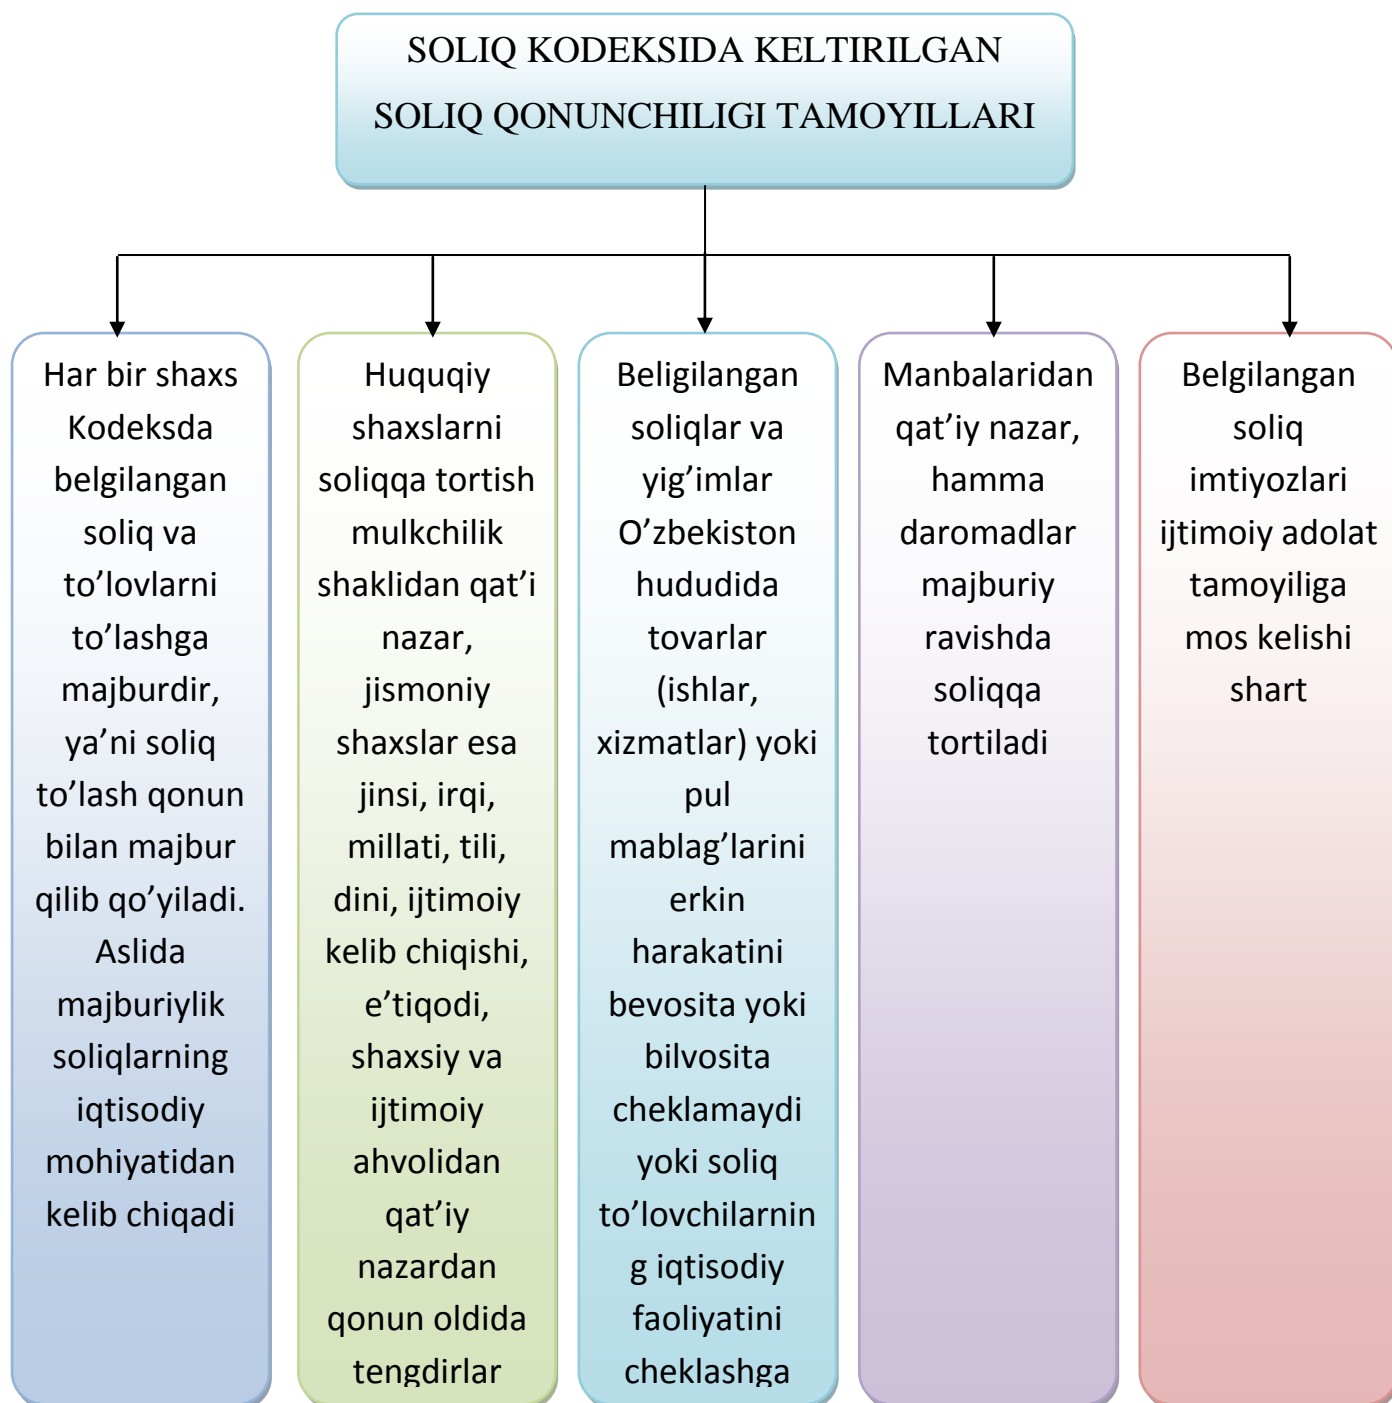 SOLIQ KODEKSIDA KELTIRILGAN
SOLIQ QONUNCHILIGI TAMOYILLARI
Har bir shaxs
Kodeksda
belgilangan
soliq va
to’lovlarni
to’lashga
majburdir,
ya’ni soliq
to’lash qonun
bilan majbur
qilib qo’yiladi.
Aslida
majburiylik
soliqlarning
iqtisodiy
mohiyatidan
kelib chiqadi
Huquqiy
shaxslarni
soliqqa tortish
mulkchilik
shaklidan qat’i
nazar,
jismoniy
shaxslar esa
jinsi, irqi,
millati, tili,
dini, ijtimoiy
kelib chiqishi,
e’tiqodi,
shaxsiy va
ijtimoiy
ahvolidan
qat’iy
nazardan
qonun oldida
tengdirlar
Beligilangan
soliqlar va
yig’imlar
O’zbekiston
hududida
tovarlar
(ishlar,
xizmatlar) yoki
pul
mablag’larini
erkin
harakatini
bevosita yoki
bilvosita
cheklamaydi
yoki soliq
to’lovchilarnin
g iqtisodiy
faoliyatini
cheklashga
Manbalaridan
qat’iy nazar,
hamma
daromadlar
majburiy
ravishda
soliqqa
tortiladi
Belgilangan
soliq
imtiyozlari
ijtimoiy adolat
tamoyiliga
mos kelishi
shart